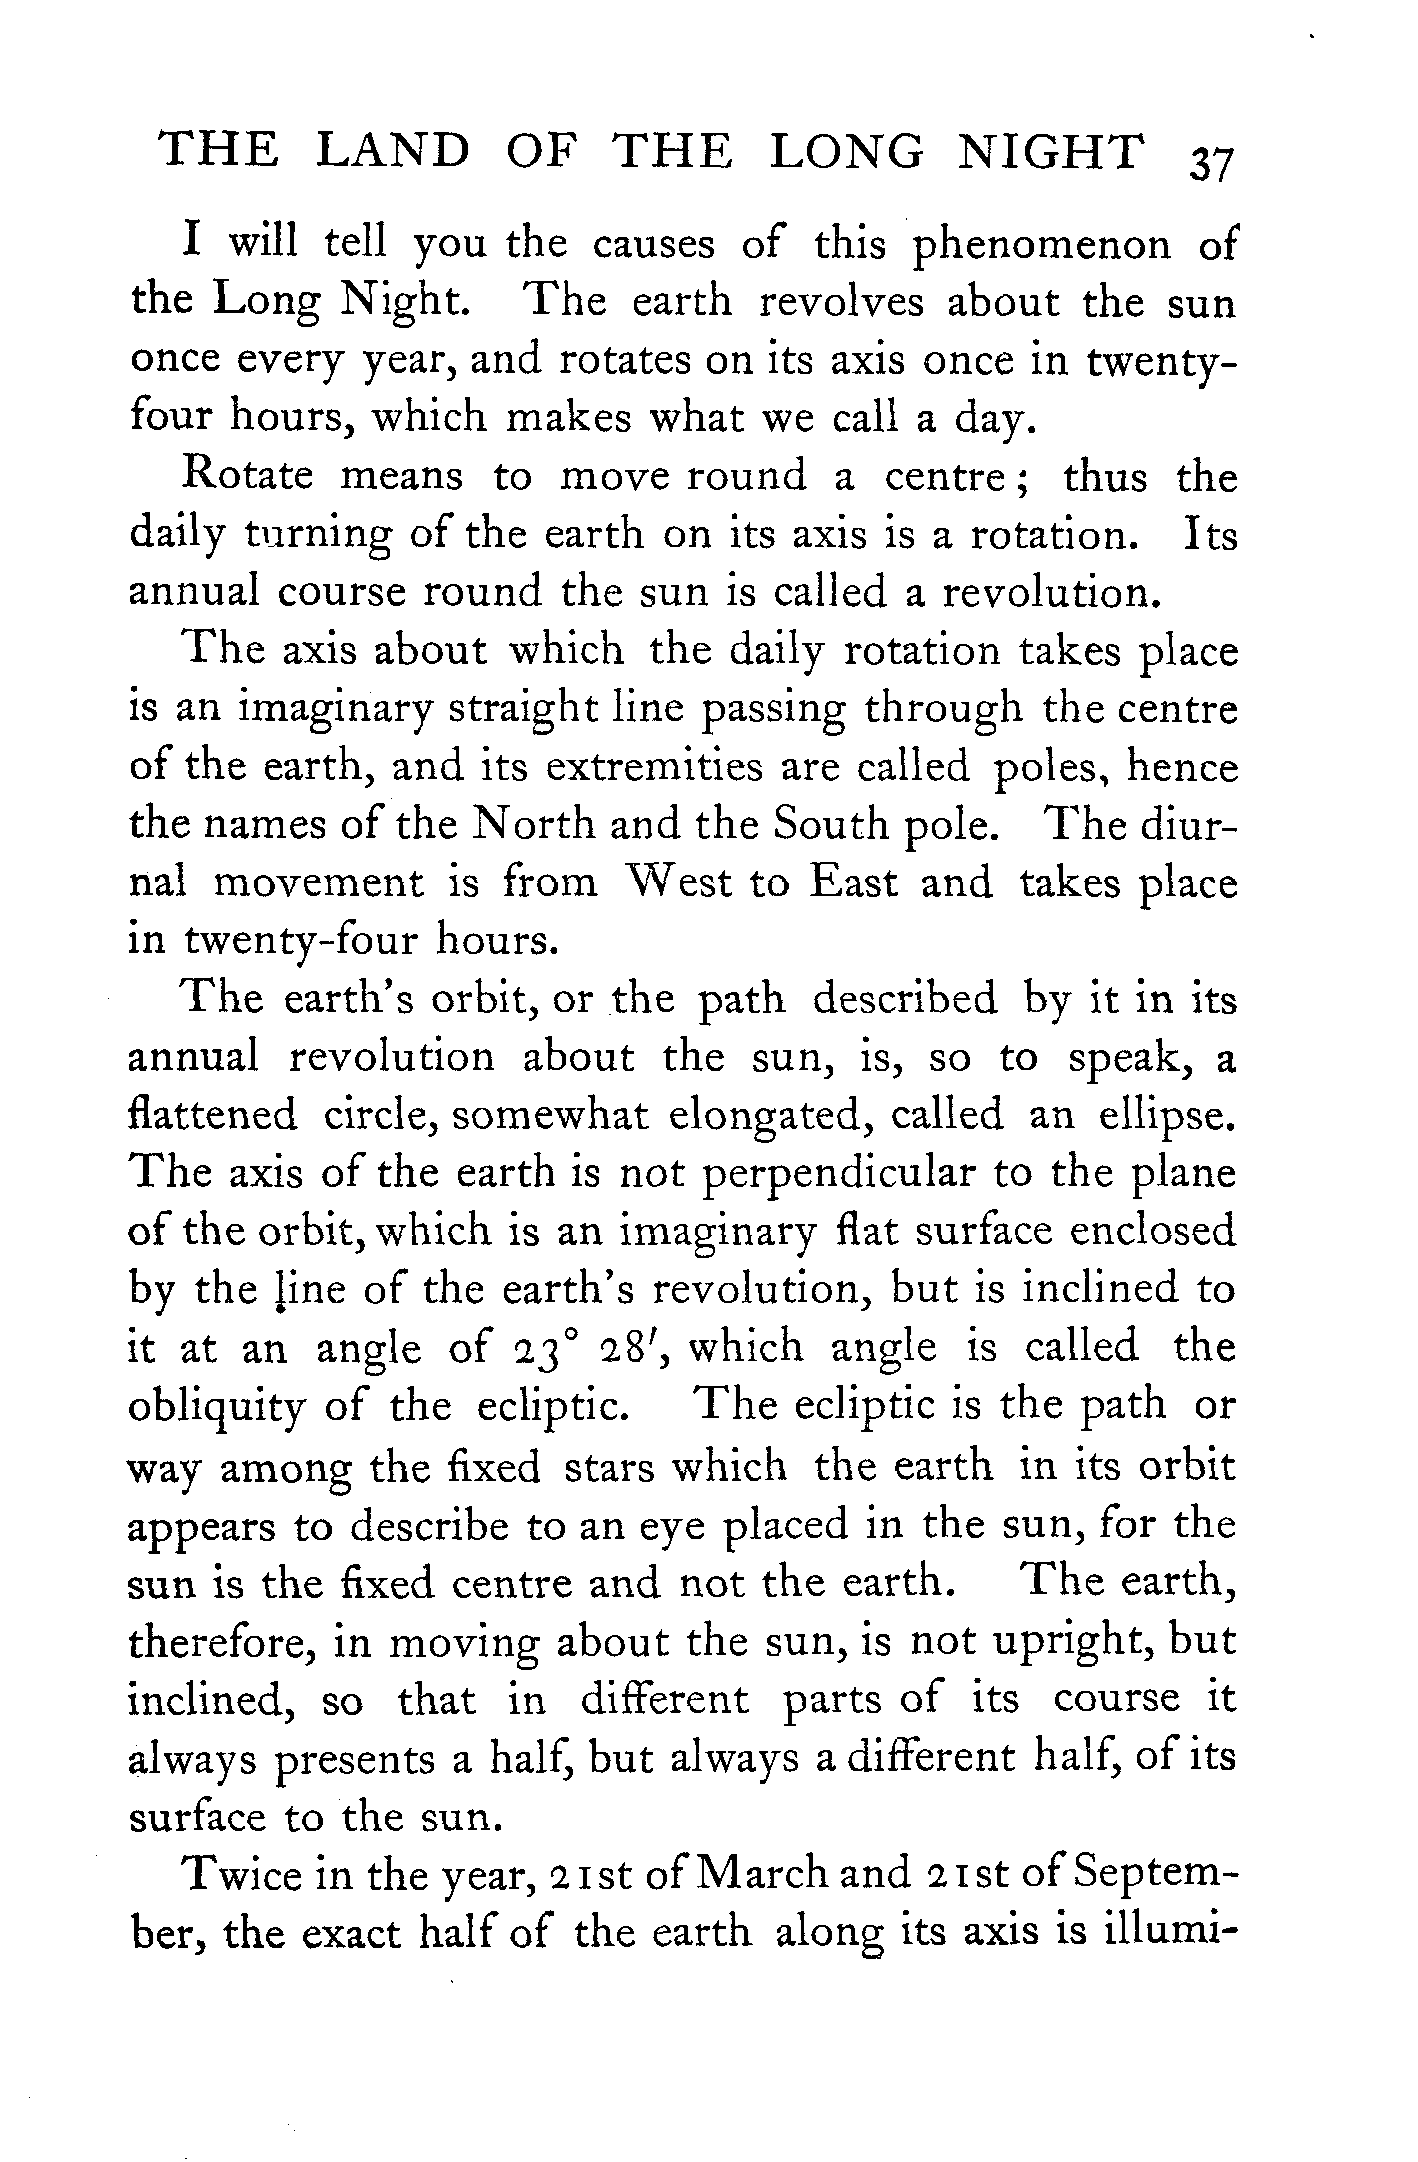 THE LAND OF THE LONG NIGHT 37
I will tell you the causes of this phenomenon of
the Long Night. The earth revolves about the sun
once every year, and rotates on its axis once in twenty-
four hours, which makes what we call a day.
Rotate means to move round a centre; thus the
daily turning of the earth on its axis is a rotation. Its
annual course round the sun is called a revolution.
The axis about which the daily rotation takes place
is an imaginary straight line passing through the centre
of the earth, and its extremities are called poles, hence
the names of the North and the South pole. The diur-
nal movement is from West to East and takes place
in twenty-four hours.
The earth's orbit, or the path described by it in its
annual revolution about the sun, is, so to speak, a
flattened circle, somewhat elongated, called an ellipse.
The axis of the earth is not perpendicular to the plane
of the orbit, which is an imaginary flat surface enclosed
by the line of the earth's revolution, but is inclined to
it at an angle of 23° 28′, which angle is called the
obliquity of the ecliptic. The ecliptic is the path or
way among the fixed stars which the earth in its orbit
appears to describe to an eye placed in the sun, for the
sun is the fixed centre and not the earth. The earth,
therefore, in moving about the sun, is not upright, but
inclined, so that in different parts of its course it
always presents a half, but always a different half, of its
surface to the sun.
Twice in the year, 21st of March and 21st of Septem-
ber, the exact half of the earth along its axis is illumi-